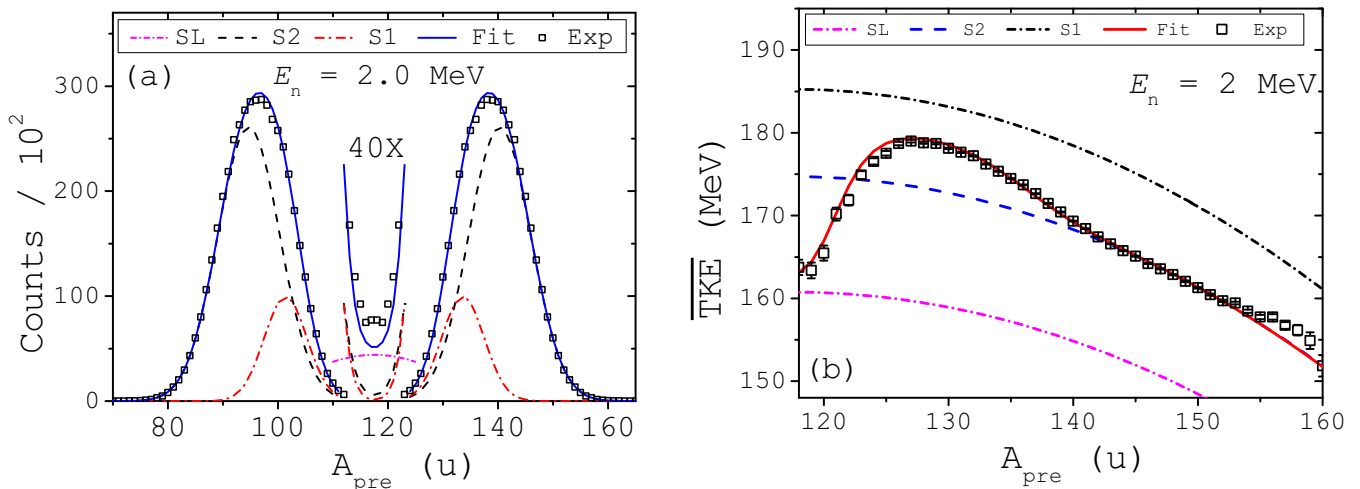 SL S2 S1 Fit Exp
(a)
E_n = 2.0 MeV
40X
Counts / 10^2
300
200
100
0
80 100 120 140 160
A_pre (u)
SL S2 S1 Fit Exp
E_n = 2 MeV
TKE (MeV)
190
180
170
160
150
(b)
120 130 140 150 160
A_pre (u)